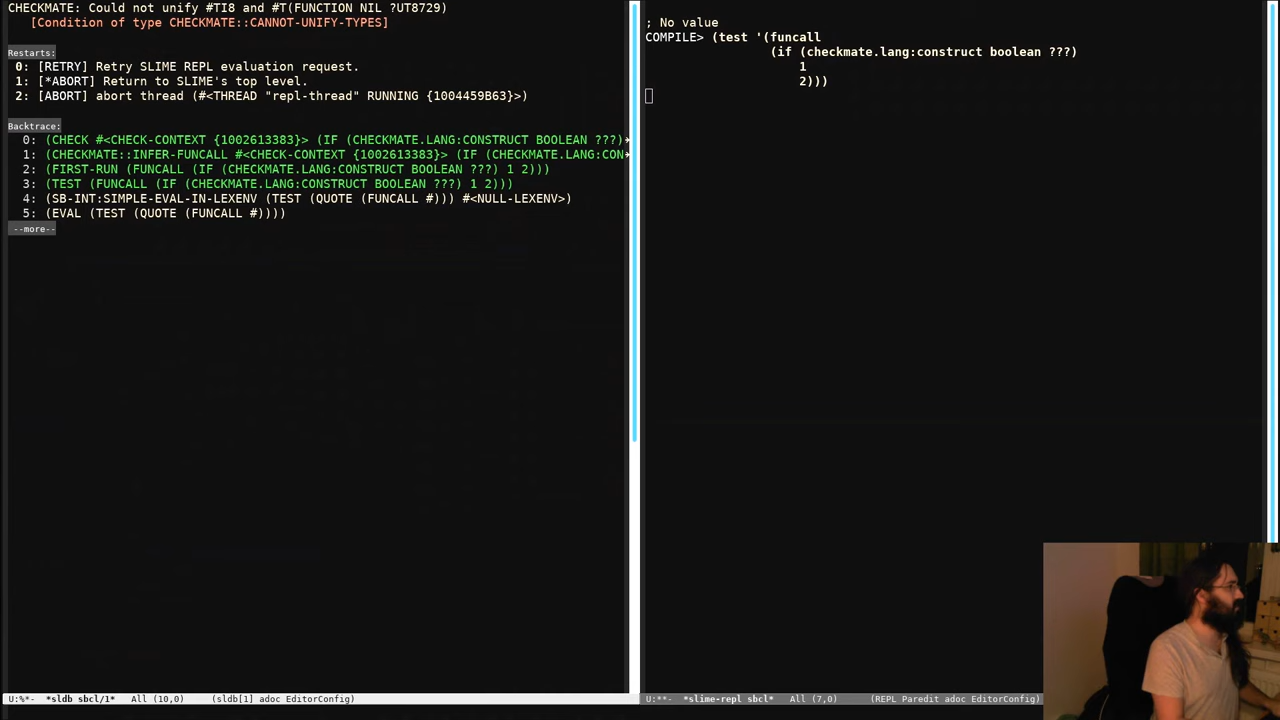 CHECKMATE: Could not unify #TI8 and #T(FUNCTION NIL ?UT8729)
[Condition of type CHECKMATE::CANNOT-UNIFY-TYPES]
Restarts:
0: [RETRY] Retry SLIME REPL evaluation request.
1: [*ABORT] Return to SLIME's top level.
2: [ABORT] abort thread (#<THREAD "repl-thread" RUNNING {1004459B63}>)
Backtrace:
0: (CHECK #<CHECK-CONTEXT {1002613383}> (IF (CHECKMATE.LANG:CONSTRUCT BOOLEAN ???)
1: (CHECKMATE::INFER-FUNCALL #<CHECK-CONTEXT {1002613383}> (IF (CHECKMATE.LANG:CON
2: (FIRST-RUN (FUNCALL (IF (CHECKMATE.LANG:CONSTRUCT BOOLEAN ???) 1 2)))
3: (TEST (FUNCALL (IF (CHECKMATE.LANG:CONSTRUCT BOOLEAN ???) 1 2)))
4: (SB-INT:SIMPLE-EVAL-IN-LEXENV (TEST (QUOTE (FUNCALL #))) #<NULL-LEXENV>)
5: (EVAL (TEST (QUOTE (FUNCALL #))))
--more--
U:%*- *sldb sbcl/1* All (10,0) (sldb[1] adoc EditorConfig)
; No value
COMPILE> (test '(funcall
(if (checkmate.lang:construct boolean ???)
1
2)))
U:**- *slime-repl sbcl* All (7,0) (REPL Paredit adoc EditorConfig)